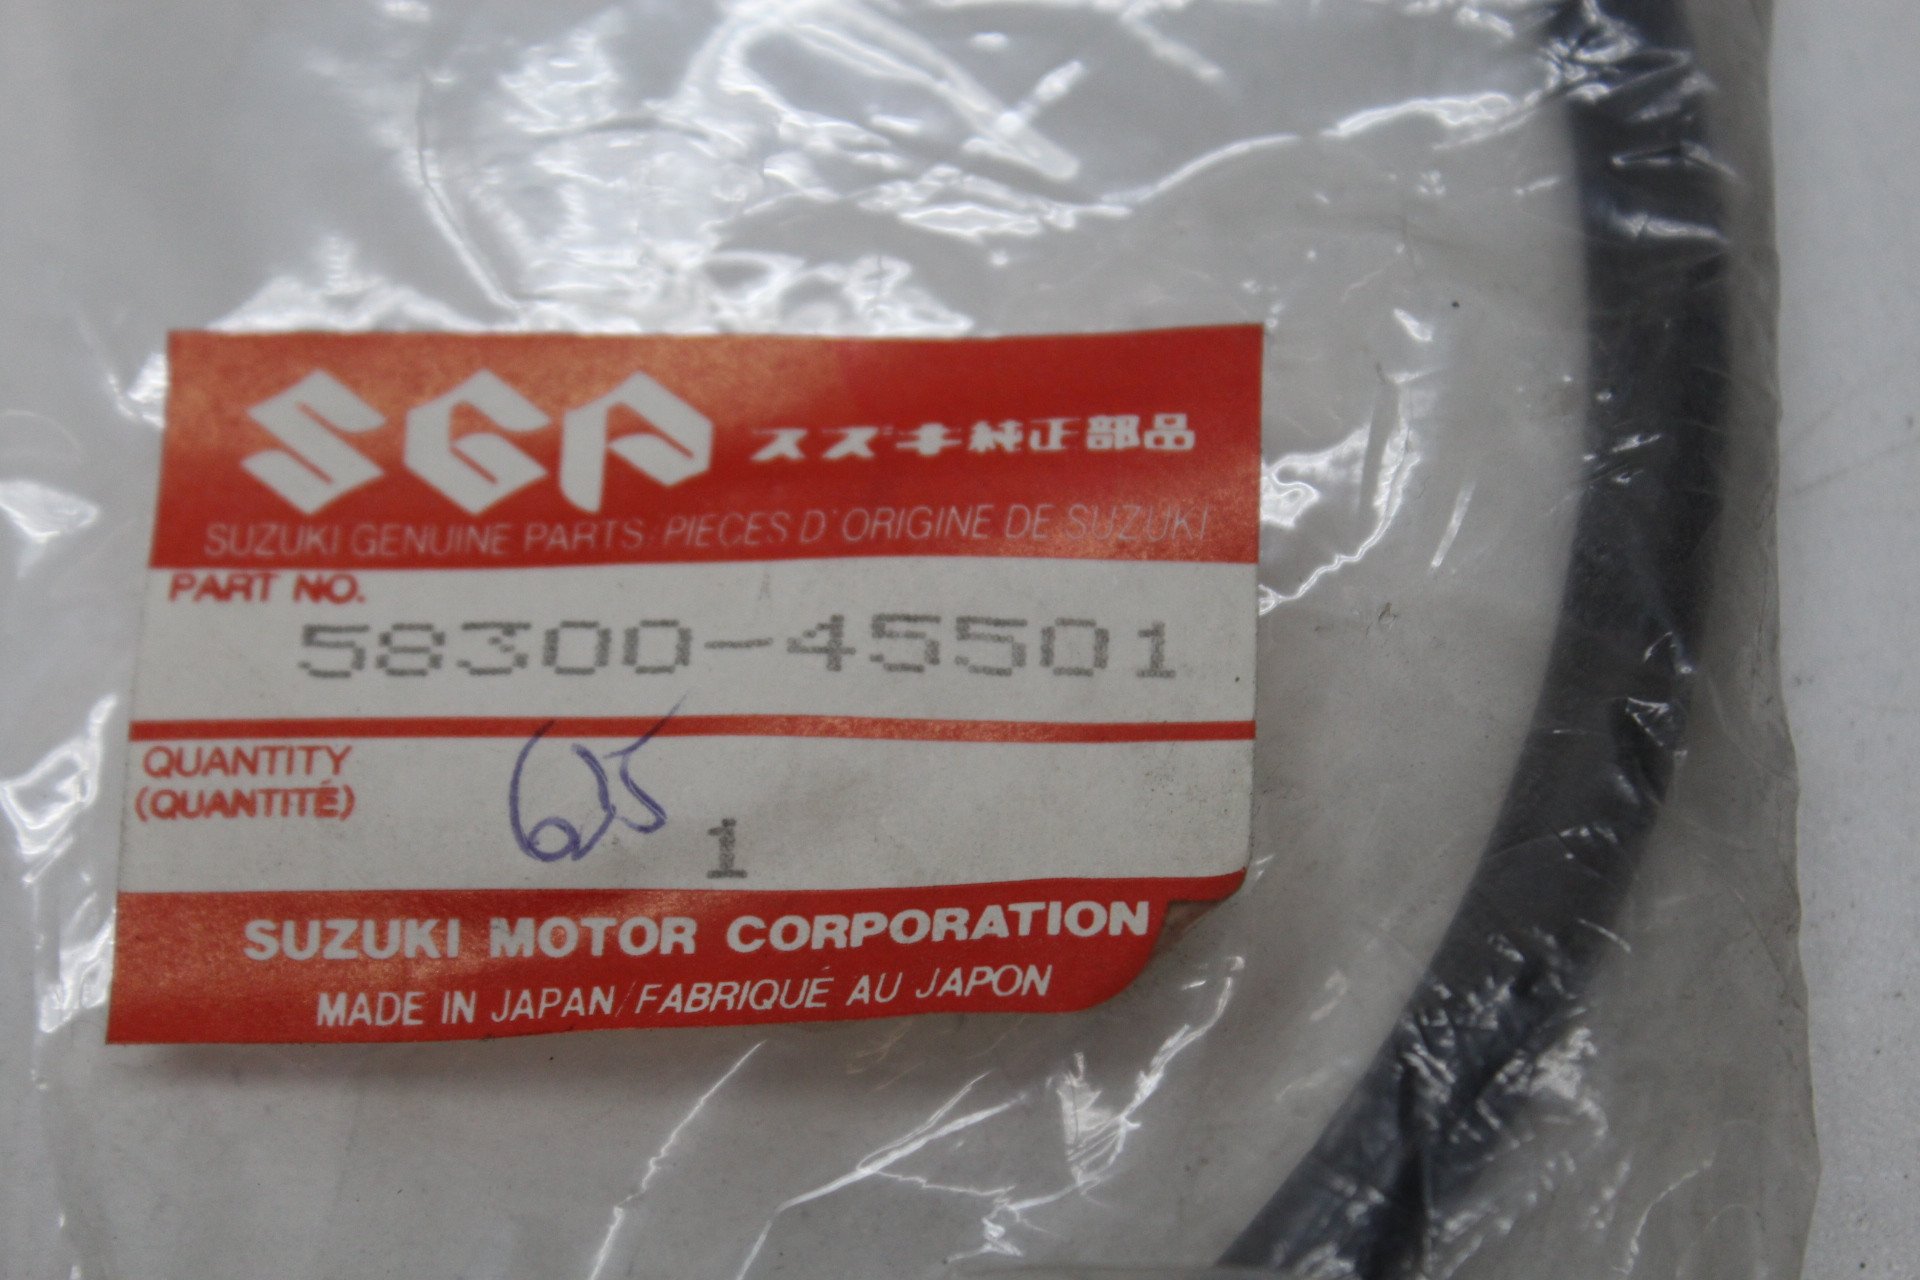 SGP スズキ純正部品
SUZUKI GENUINE PARTS/PIECES D'ORIGINE DE SUZUKI
PART NO.
58300-45501
QUANTITY
(QUANTITÉ)
1
SUZUKI MOTOR CORPORATION
MADE IN JAPAN/FABRIQUÉ AU JAPON